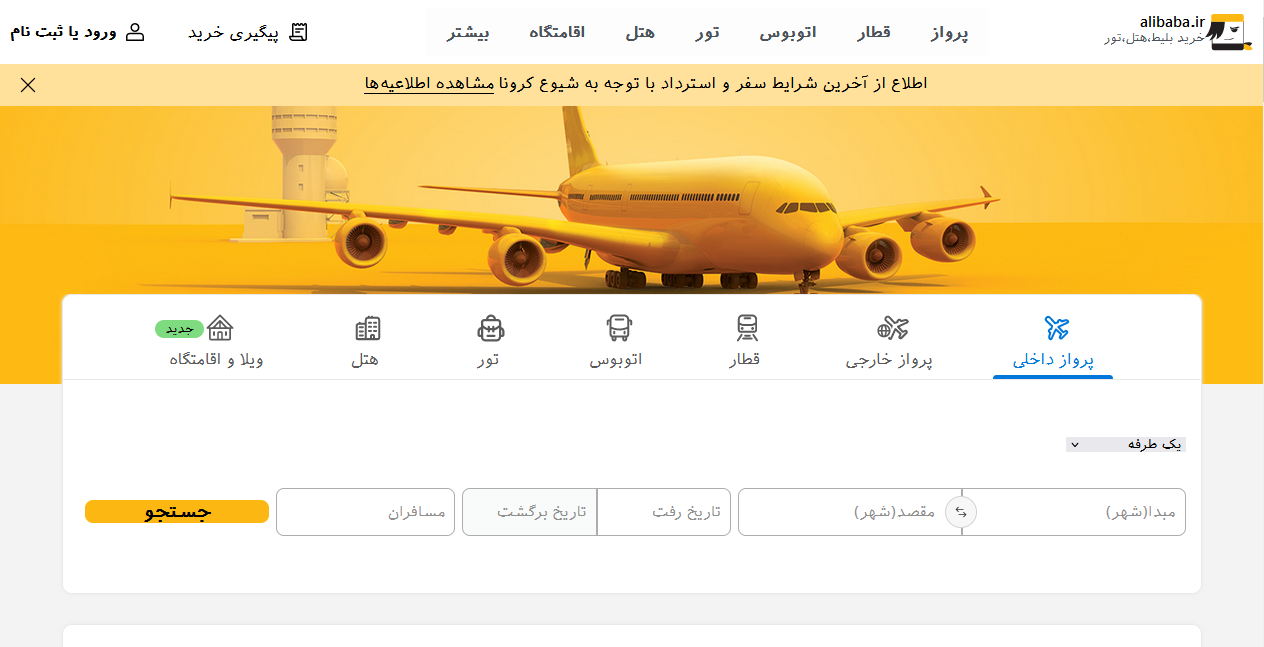 alibaba.ir
خرید بلیط،هتل،تور
پرواز قطار اتوبوس تور هتل اقامتگاه بیشتر
پیگیری خرید
ورود یا ثبت نام
اطلاع از آخرین شرایط سفر و استرداد با توجه به شیوع کرونا مشاهده اطلاعیه‌ها
پرواز داخلی
پرواز خارجی
قطار
اتوبوس
تور
هتل
جدید
ویلا و اقامتگاه
یک طرفه
مبدا(شهر)
مقصد(شهر)
تاریخ رفت
تاریخ برگشت
مسافران
جستجو